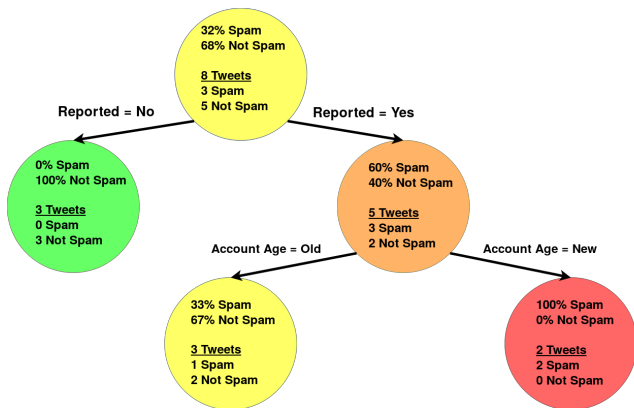 32% Spam
68% Not Spam
8 Tweets
3 Spam
5 Not Spam
Reported = No
Reported = Yes
0% Spam
100% Not Spam
3 Tweets
0 Spam
3 Not Spam
60% Spam
40% Not Spam
5 Tweets
3 Spam
2 Not Spam
Account Age = Old
Account Age = New
33% Spam
67% Not Spam
3 Tweets
1 Spam
2 Not Spam
100% Spam
0% Not Spam
2 Tweets
2 Spam
0 Not Spam